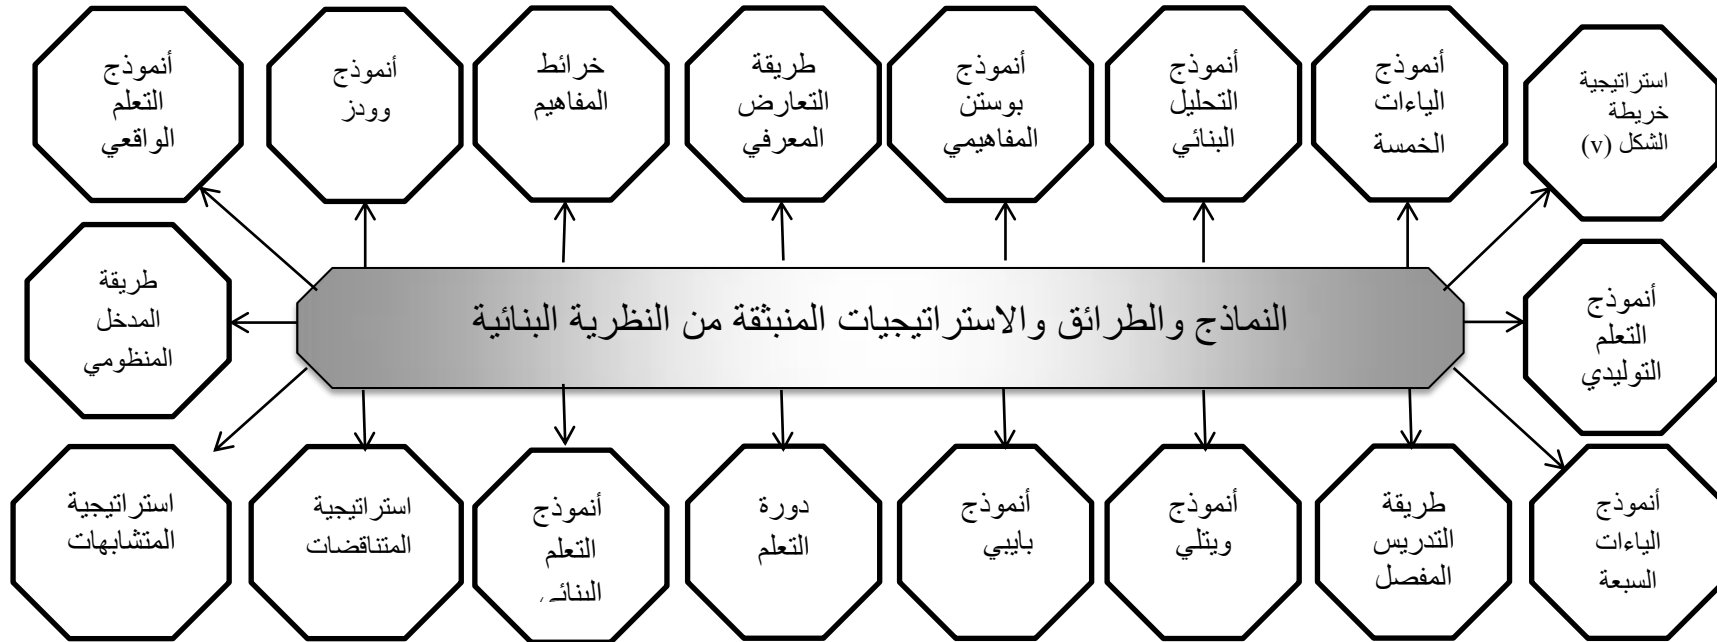 استراتيجية
خريطة
الشكل (v)
أنموذج
الياءات
الخمسة
أنموذج
التحليل
البنائي
أنموذج
بوستن
المفاهيمي
طريقة
التعارض
المعرفي
خرائط
المفاهيم
أنموذج
وودز
أنموذج
التعلم
الواقعي
أنموذج
التعلم
التوليدي
النماذج والطرائق والاستراتيجيات المنبثقة من النظرية البنائية
طريقة
المدخل
المنظومي
أنموذج
الياءات
السبعة
طريقة
التدريس
المفصل
أنموذج
ويتلي
أنموذج
بايبي
دورة
التعلم
أنموذج
التعلم
البنائي
استراتيجية
المتناقضات
استراتيجية
المتشابهات